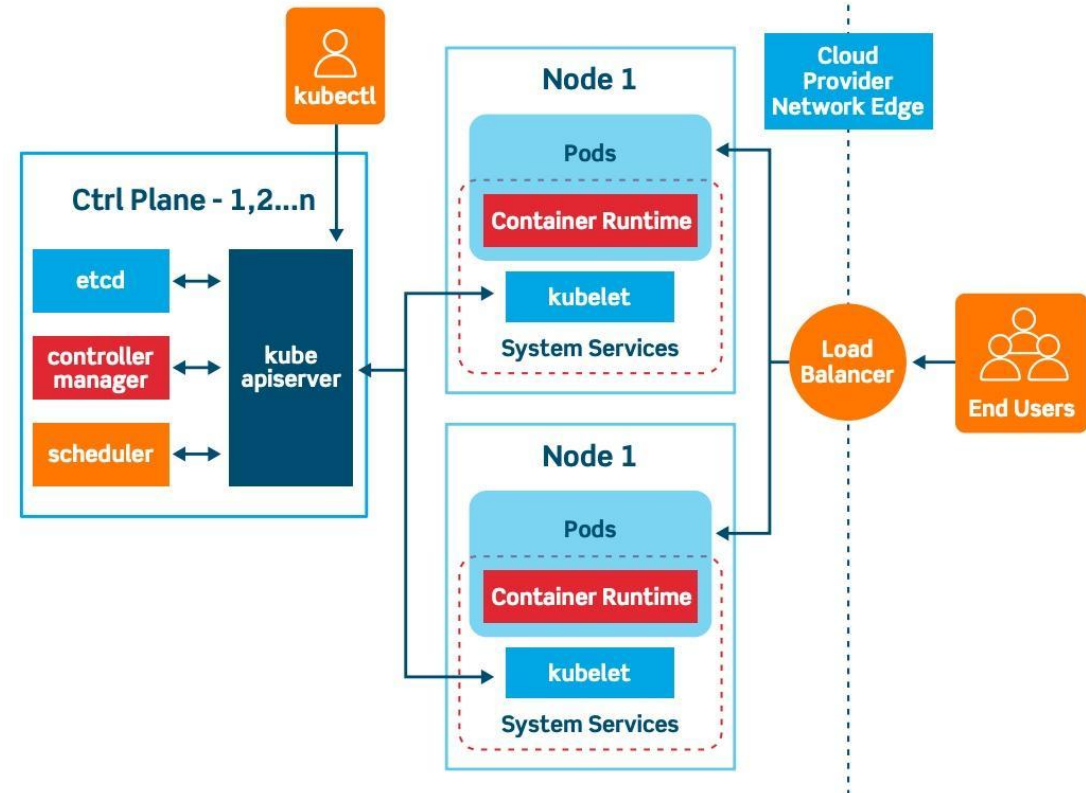 kubectl
Ctrl Plane - 1,2...n
etcd
controller
manager
scheduler
kube
apiserver
Node 1
Pods
Container Runtime
kubelet
System Services
Node 1
Pods
Container Runtime
kubelet
System Services
Cloud
Provider
Network Edge
Load
Balancer
End Users